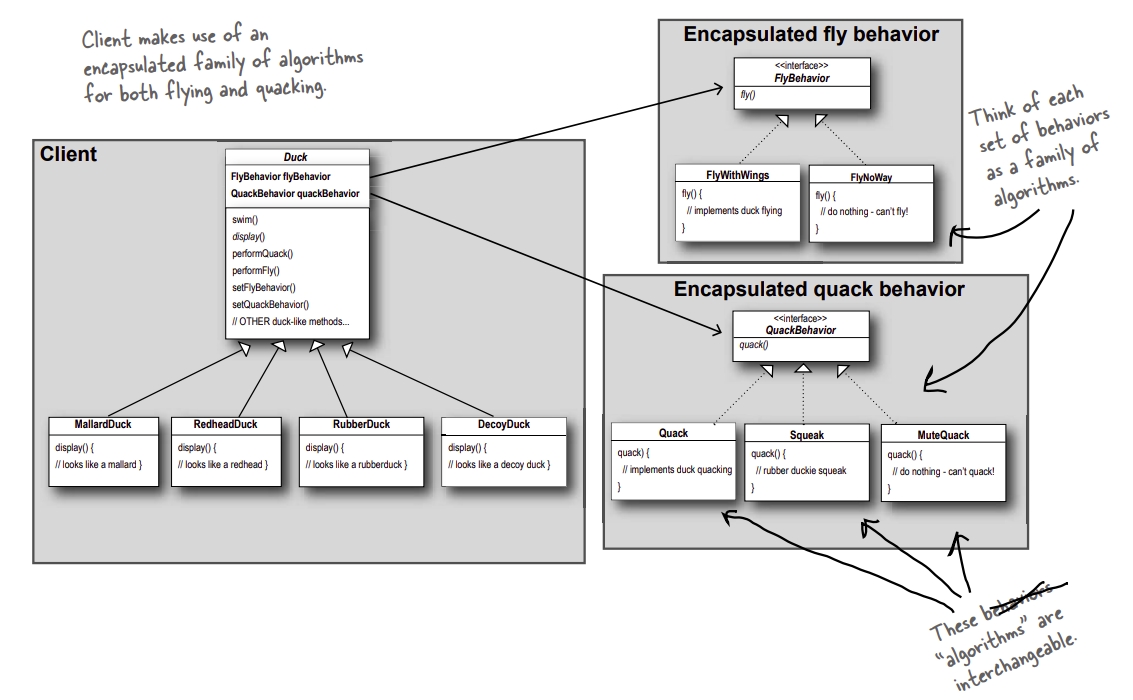 Client makes use of an
encapsulated family of algorithms
for both flying and quacking.
Client
Duck
FlyBehavior flyBehavior
QuackBehavior quackBehavior
swim()
display()
performQuack()
performFly()
setFlyBehavior()
setQuackBehavior()
// OTHER duck-like methods...
MallardDuck
display() {
// looks like a mallard }
RedheadDuck
display() {
// looks like a redhead }
RubberDuck
display() {
// looks like a rubberduck }
DecoyDuck
display() {
// looks like a decoy duck }
Encapsulated fly behavior
<<interface>>
FlyBehavior
fly()
FlyWithWings
fly() {
// implements duck flying
}
FlyNoWay
fly() {
// do nothing - can't fly!
}
Think of each
set of behaviors
as a family of
algorithms.
Encapsulated quack behavior
<<interface>>
QuackBehavior
quack()
Quack
quack) {
// implements duck quacking
}
Squeak
quack() {
// rubber duckie squeak
}
MuteQuack
quack() {
// do nothing - can't quack!
}
These behaviors
"algorithms" are
interchangeable.